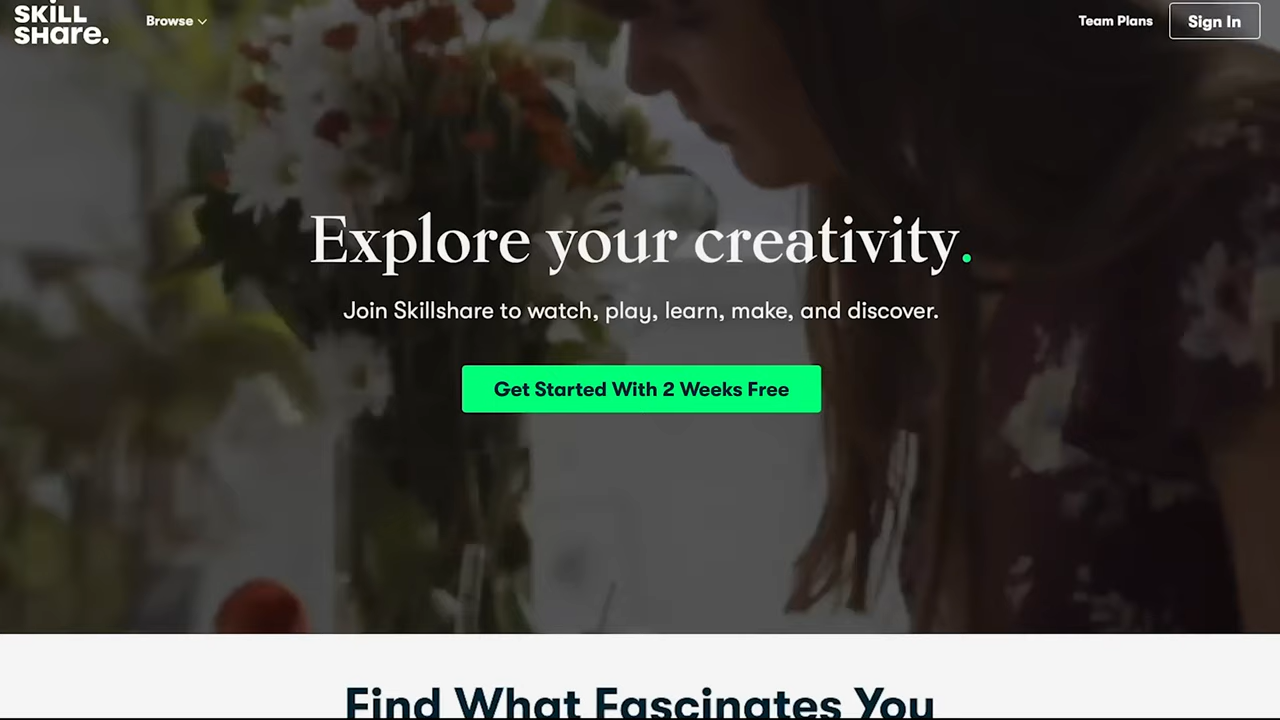 SKILL
SHare.
Browse
Team Plans
Sign In
Explore your creativity.
Join Skillshare to watch, play, learn, make, and discover.
Get Started With 2 Weeks Free
Find What Fascinates You